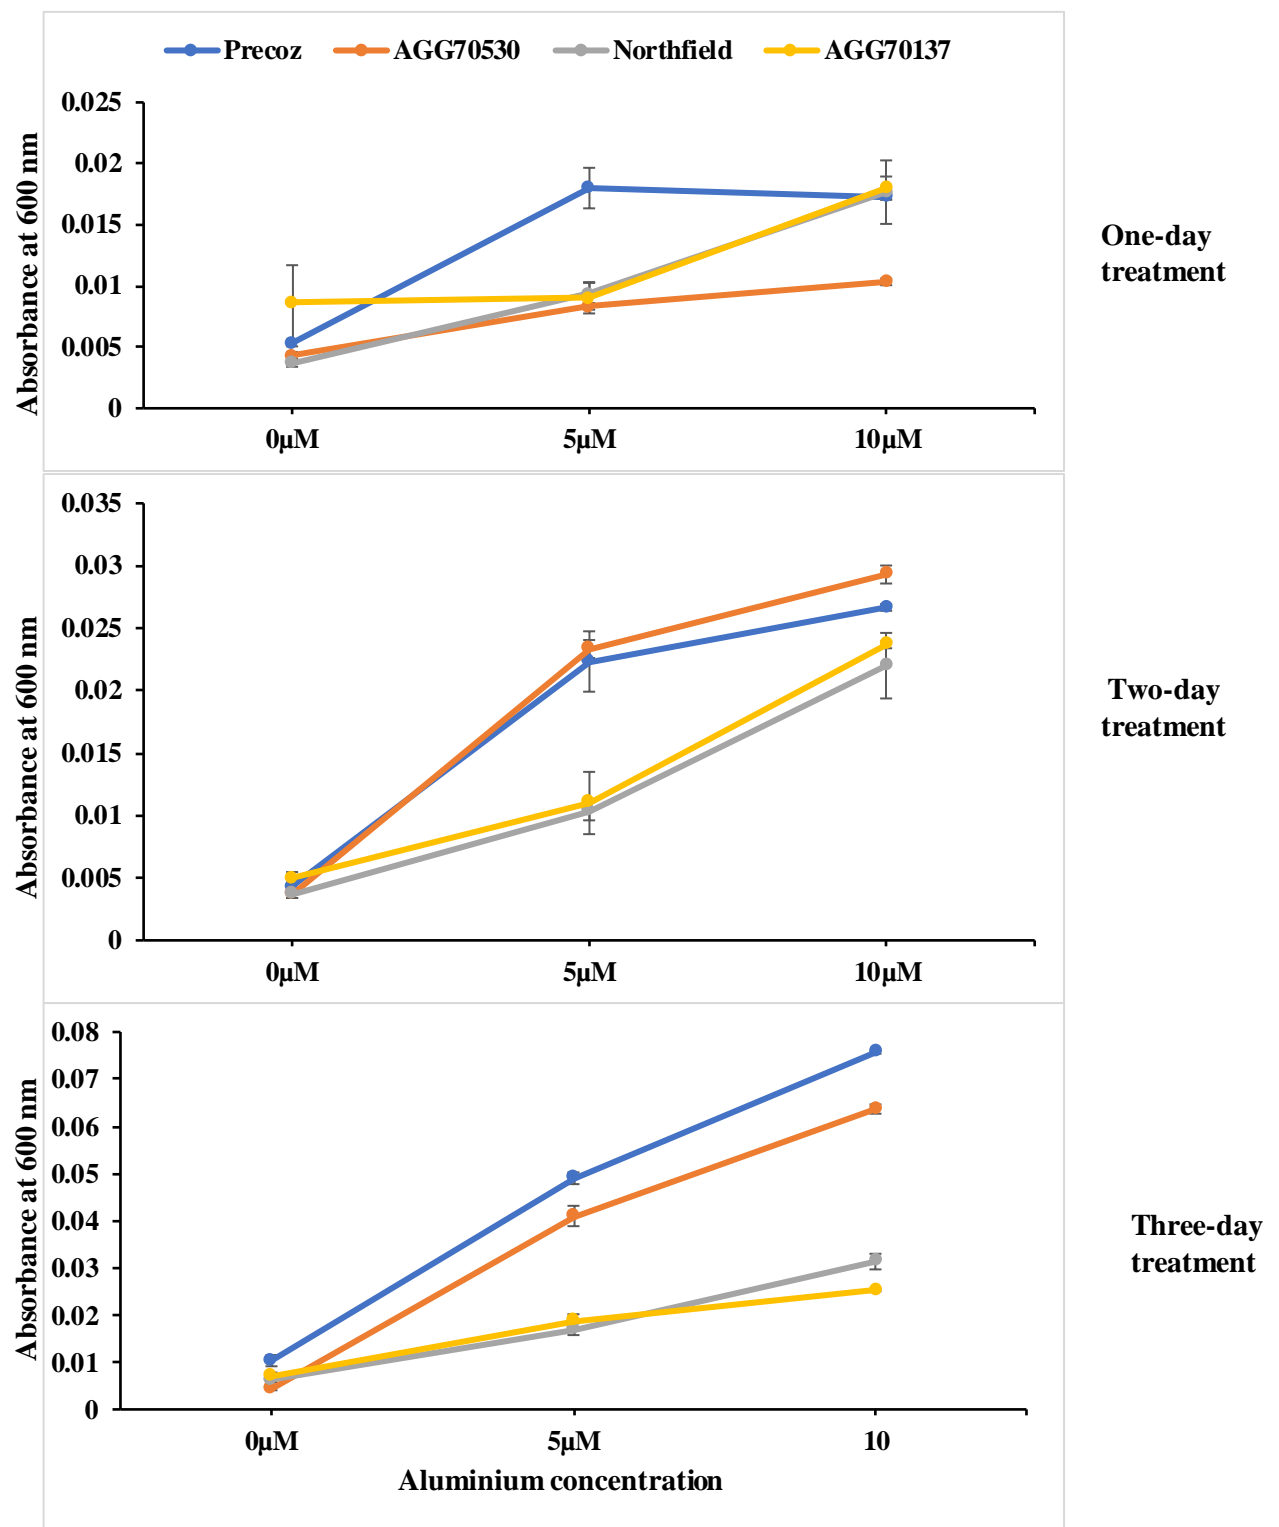 Precoz AGG70530 Northfield AGG70137
Absorbance at 600 nm
0.025
0.02
0.015
0.01
0.005
0
0µM 5µM 10µM
One-day
treatment
Absorbance at 600 nm
0.035
0.03
0.025
0.02
0.015
0.01
0.005
0
0µM 5µM 10µM
Two-day
treatment
Absorbance at 600 nm
0.08
0.07
0.06
0.05
0.04
0.03
0.02
0.01
0
0µM 5µM 10
Aluminium concentration
Three-day
treatment